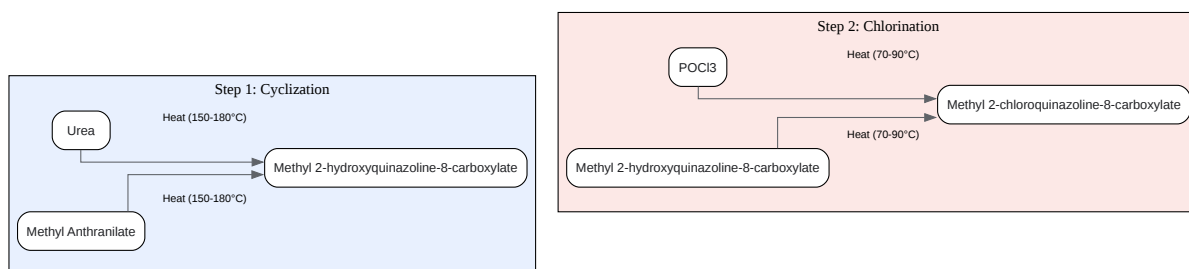 Step 1: Cyclization
Urea
Heat (150-180°C)
Methyl 2-hydroxyquinazoline-8-carboxylate
Heat (150-180°C)
Methyl Anthranilate
Step 2: Chlorination
Heat (70-90°C)
POCl3
Methyl 2-chloroquinazoline-8-carboxylate
Heat (70-90°C)
Methyl 2-hydroxyquinazoline-8-carboxylate